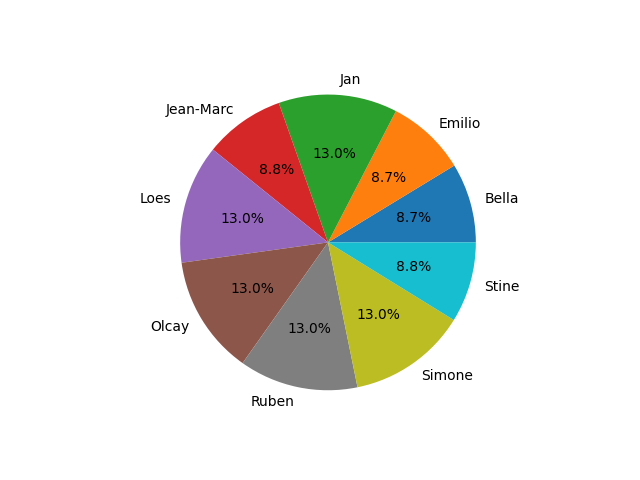 Jan
Jean-Marc
Emilio
13.0%
8.8%
8.7%
Loes
Bella
13.0%
8.7%
8.8%
Stine
13.0%
13.0%
13.0%
Olcay
Simone
Ruben